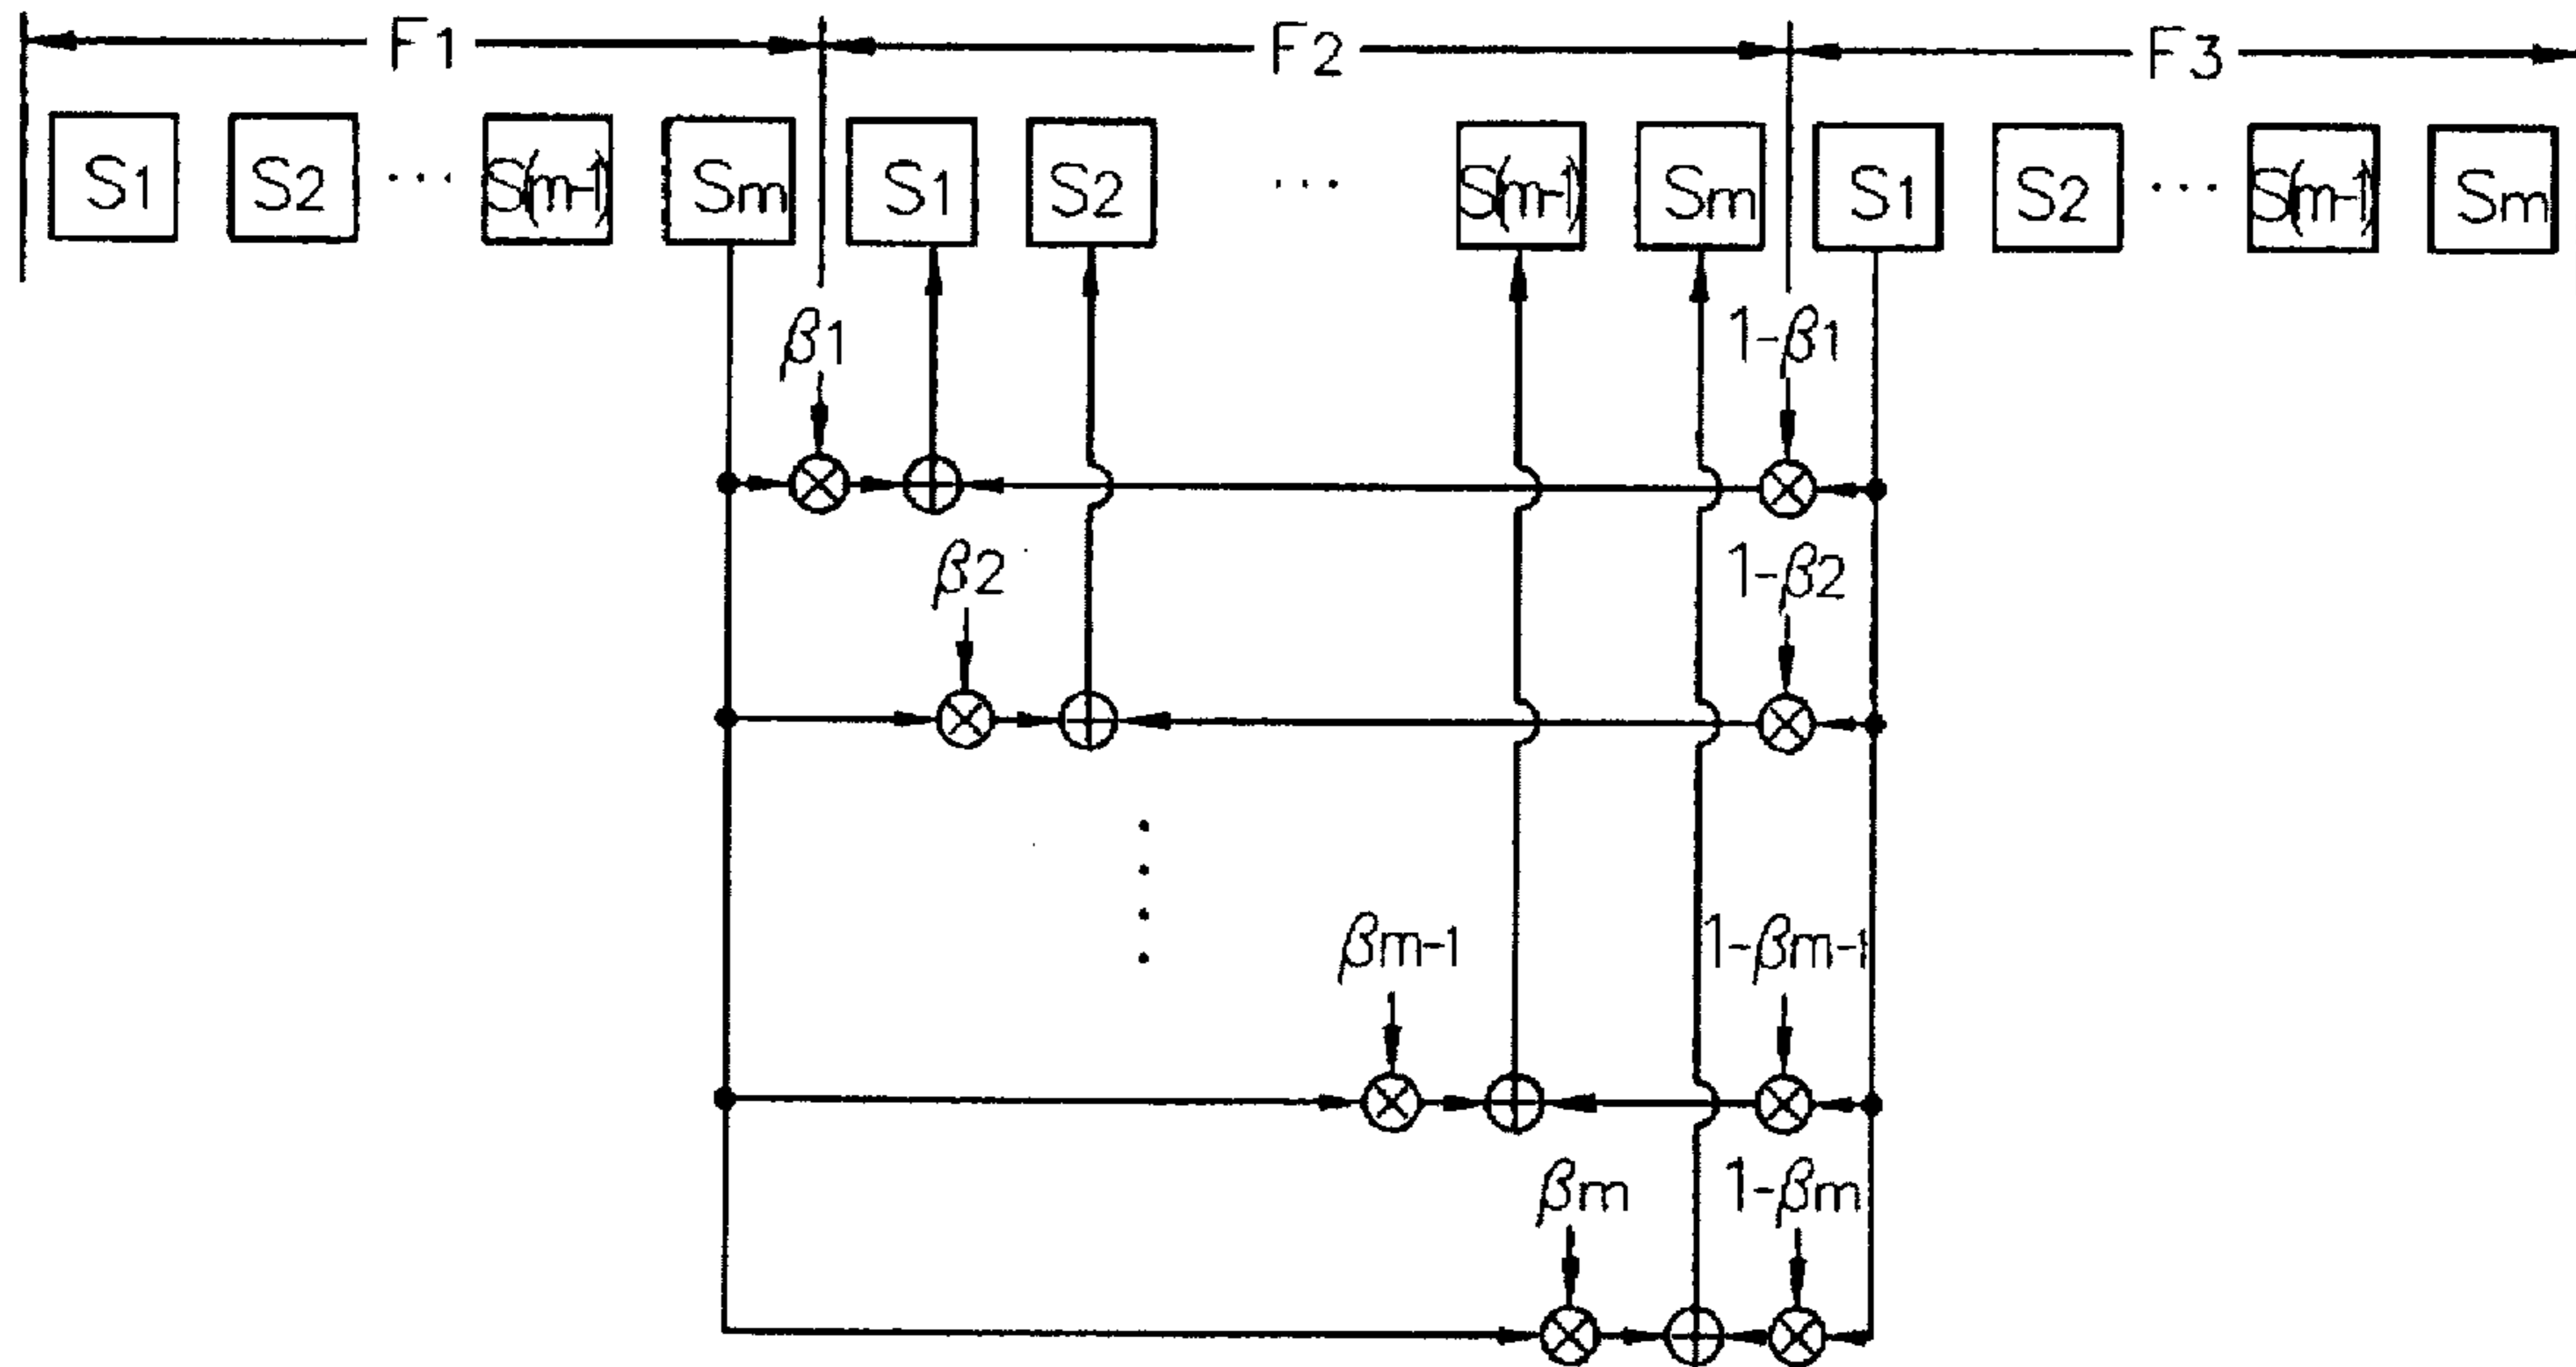 F1 F2 F3
S1 S2 ... S(m-1) Sm S1 S2 ... S(m-1) Sm S1 S2 ... S(m-1) Sm
β1 1-β1
β2 1-β2
βm-1 1-βm-1
βm 1-βm